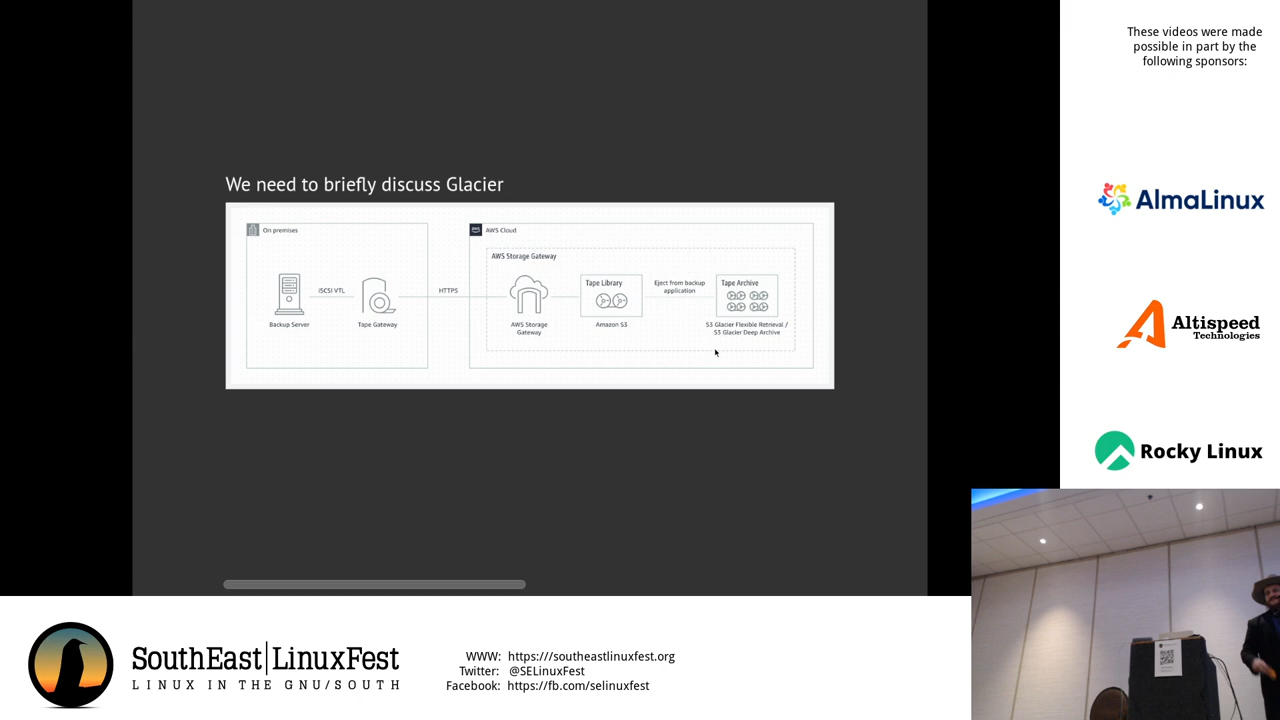 These videos were made
possible in part by the
following sponsors:
We need to briefly discuss Glacier
On premises
aws
AWS Cloud
AWS Storage Gateway
iSCSI VTL
HTTPS
Tape Library
Eject from backup
application
Tape Archive
Backup Server
Tape Gateway
AWS Storage
Gateway
Amazon S3
S3 Glacier Flexible Retrieval /
S3 Glacier Deep Archive
AlmaLinux
Altispeed
Technologies
Rocky Linux
SouthEast|LinuxFest
LINUX IN THE GNU/SOUTH
WWW: https:///southeastlinuxfest.org
Twitter: @SELinuxFest
Facebook: https://fb.com/selinuxfest